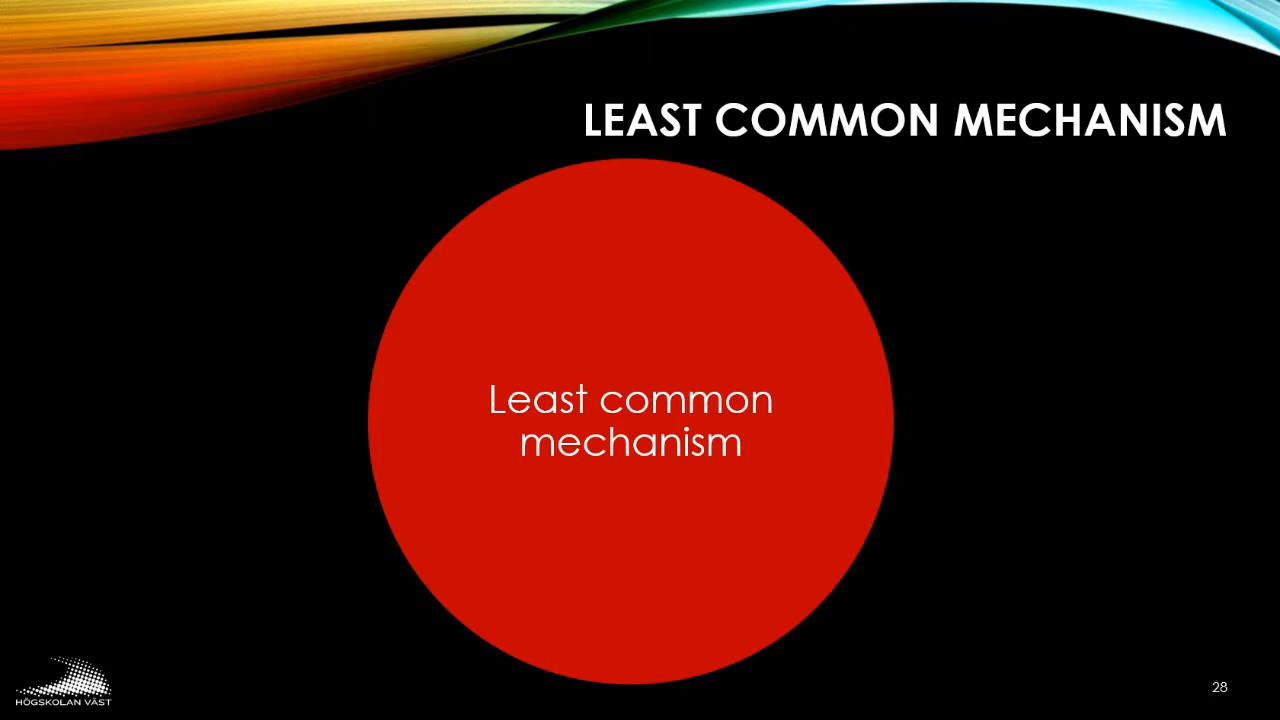 LEAST COMMON MECHANISM
Least common
mechanism
HÖGSKOLAN VÄST
28